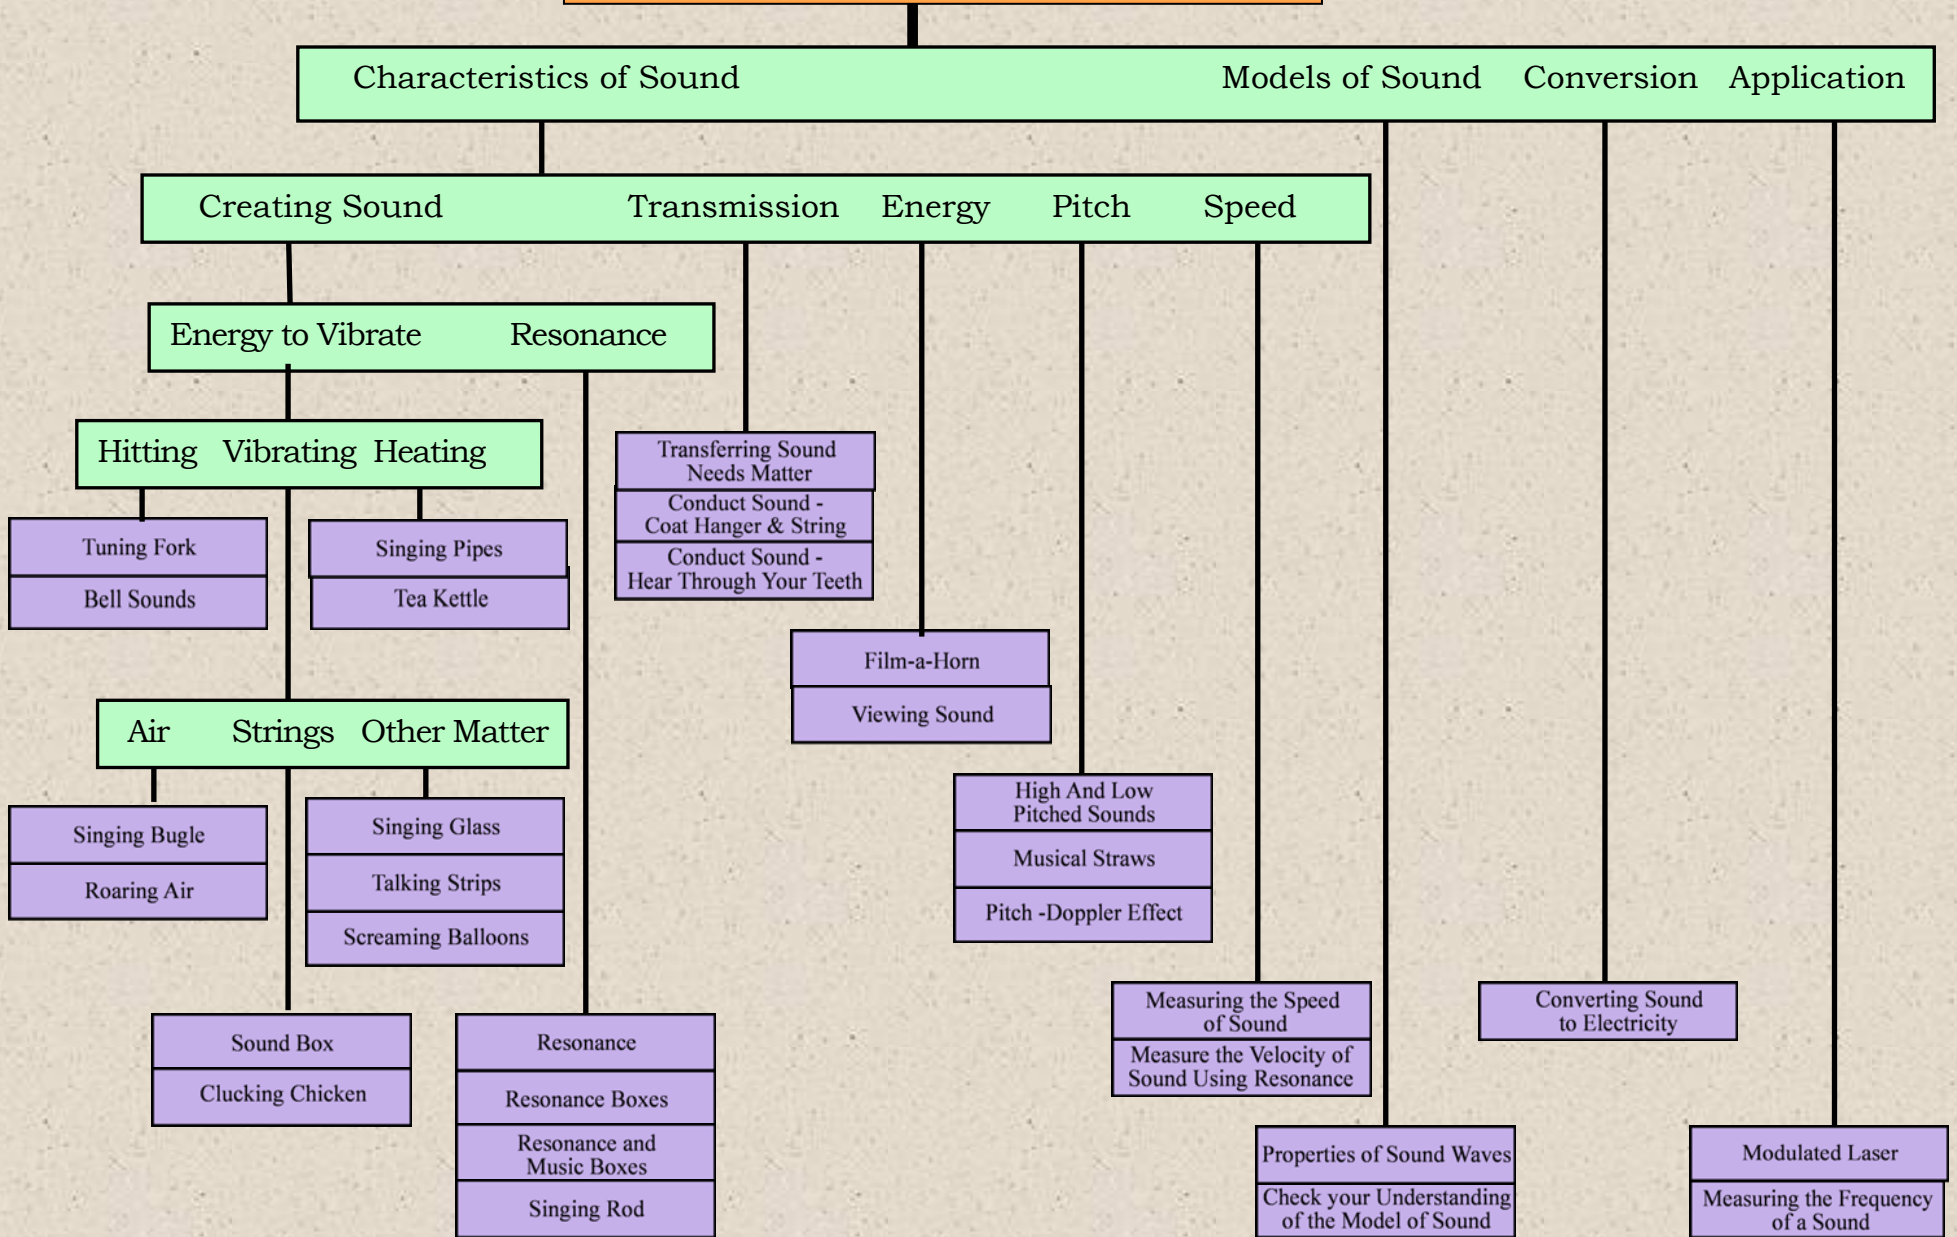 Characteristics of Sound Models of Sound Conversion Application
Creating Sound Transmission Energy Pitch Speed
Energy to Vibrate Resonance
Hitting Vibrating Heating
Tuning Fork
Bell Sounds
Singing Pipes
Tea Kettle
Transferring Sound
Needs Matter
Conduct Sound -
Coat Hanger & String
Conduct Sound -
Hear Through Your Teeth
Film-a-Horn
Viewing Sound
Air Strings Other Matter
Singing Bugle
Roaring Air
Singing Glass
Talking Strips
Screaming Balloons
High And Low
Pitched Sounds
Musical Straws
Pitch -Doppler Effect
Sound Box
Clucking Chicken
Resonance
Resonance Boxes
Resonance and
Music Boxes
Singing Rod
Measuring the Speed
of Sound
Measure the Velocity of
Sound Using Resonance
Converting Sound
to Electricity
Properties of Sound Waves
Check your Understanding
of the Model of Sound
Modulated Laser
Measuring the Frequency
of a Sound